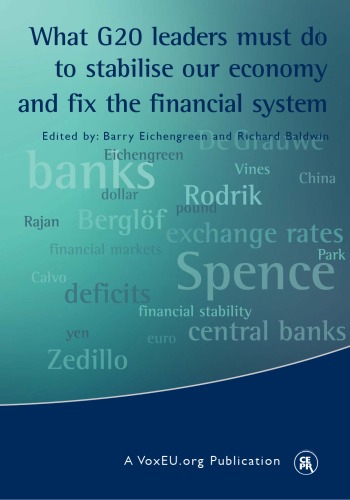 What G20 leaders must do
to stabilise our economy
and fix the financial system
Edited by: Barry Eichengreen and Richard Baldwin
De Grauwe
Eichengreen
banks
Vines
China
dollar
Rodrik
pound
Rajan
Berglöf
exchange rates
financial markets
Park
Spence
Calvo
deficits
financial stability
yen
euro
central banks
Zedillo
A VoxEU.org Publication
CEPR